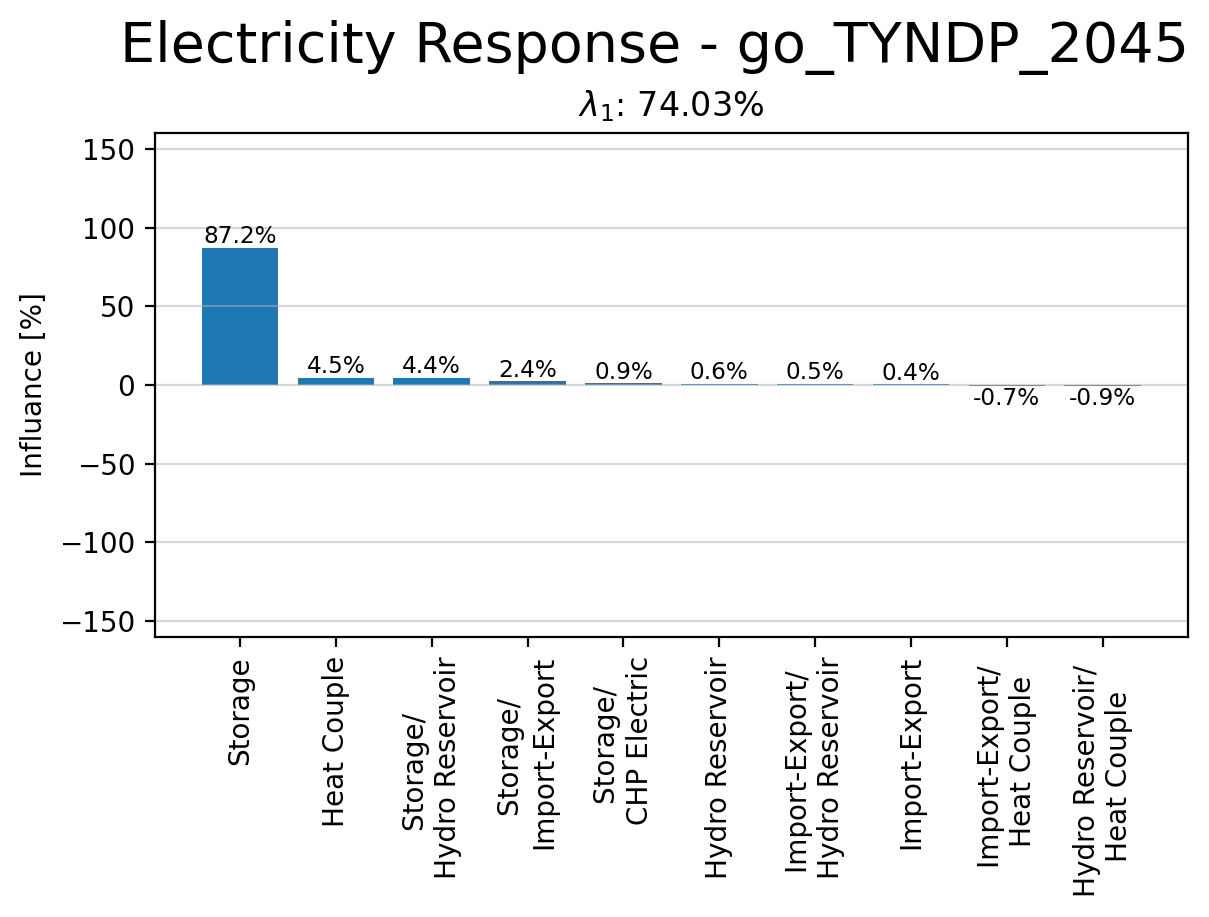 Electricity Response - go_TYNDP_2045
λ1: 74.03%
Influance [%]
150
100
50
0
−50
−100
−150
87.2%
4.5%
4.4%
2.4%
0.9%
0.6%
0.5%
0.4%
-0.7%
-0.9%
Storage
Heat Couple
Storage/
Hydro Reservoir
Storage/
Import-Export
Storage/
CHP Electric
Hydro Reservoir
Import-Export/
Hydro Reservoir
Import-Export
Import-Export/
Heat Couple
Hydro Reservoir/
Heat Couple